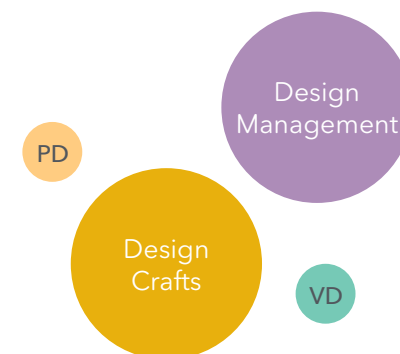 Design
Management
PD
Design
Crafts
VD